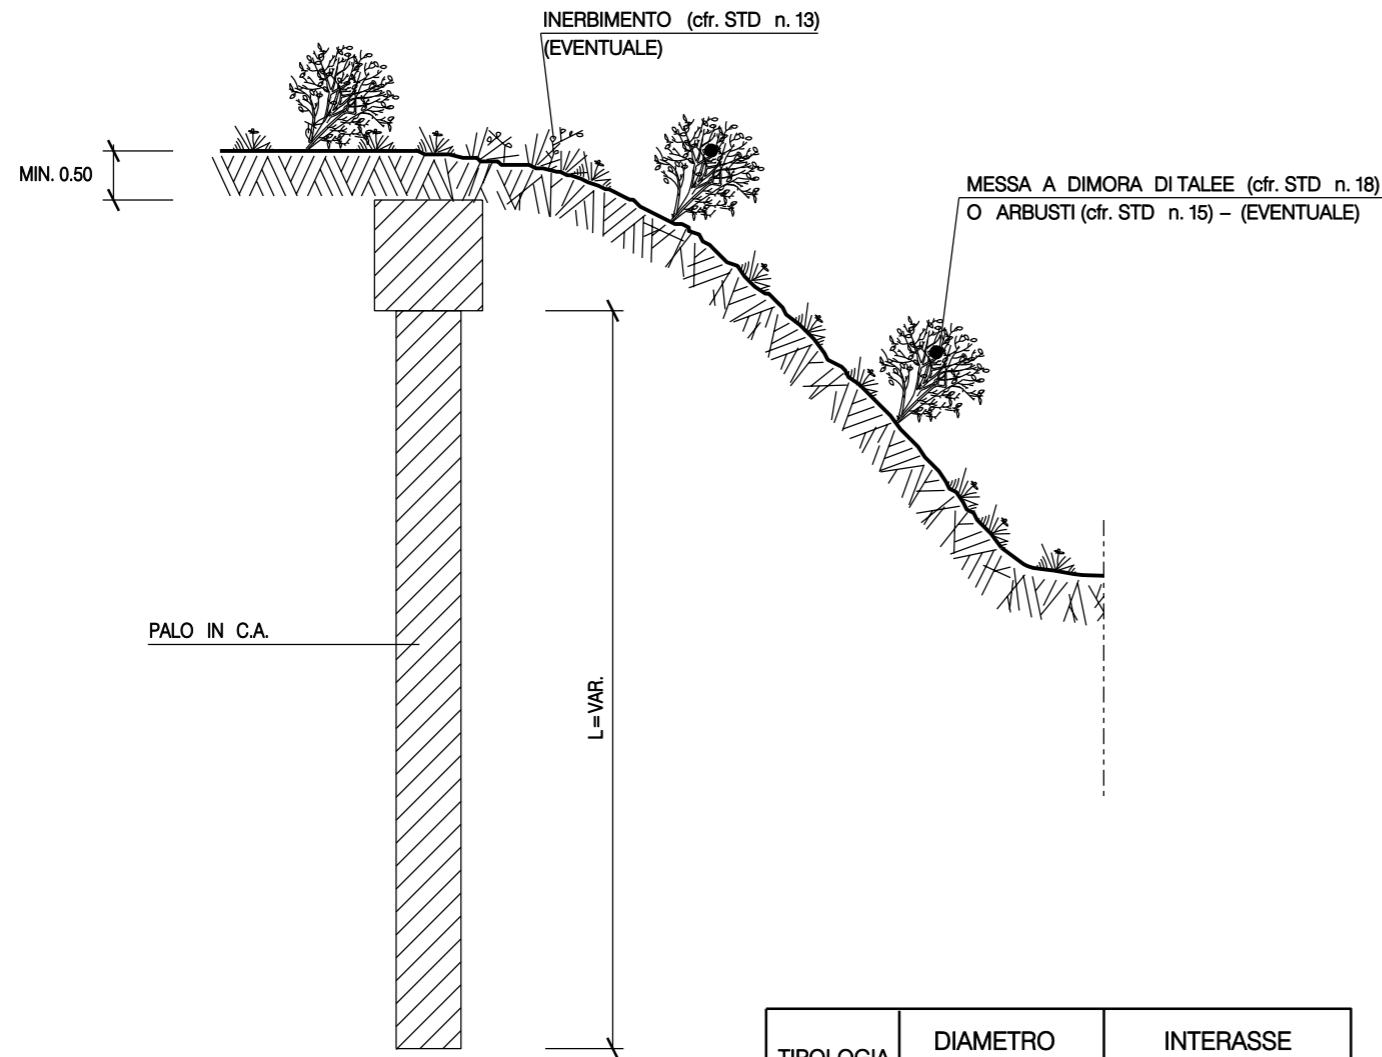 INERBIMENTO (cfr. STD n. 13)
(EVENTUALE)
MIN. 0.50
MESSA A DIMORA DI TALEE (cfr. STD n. 18)
O ARBUSTI (cfr. STD n. 15) – (EVENTUALE)
PALO IN C.A.
L=VAR.
TIPOLOGIA
DIAMETRO
INTERASSE